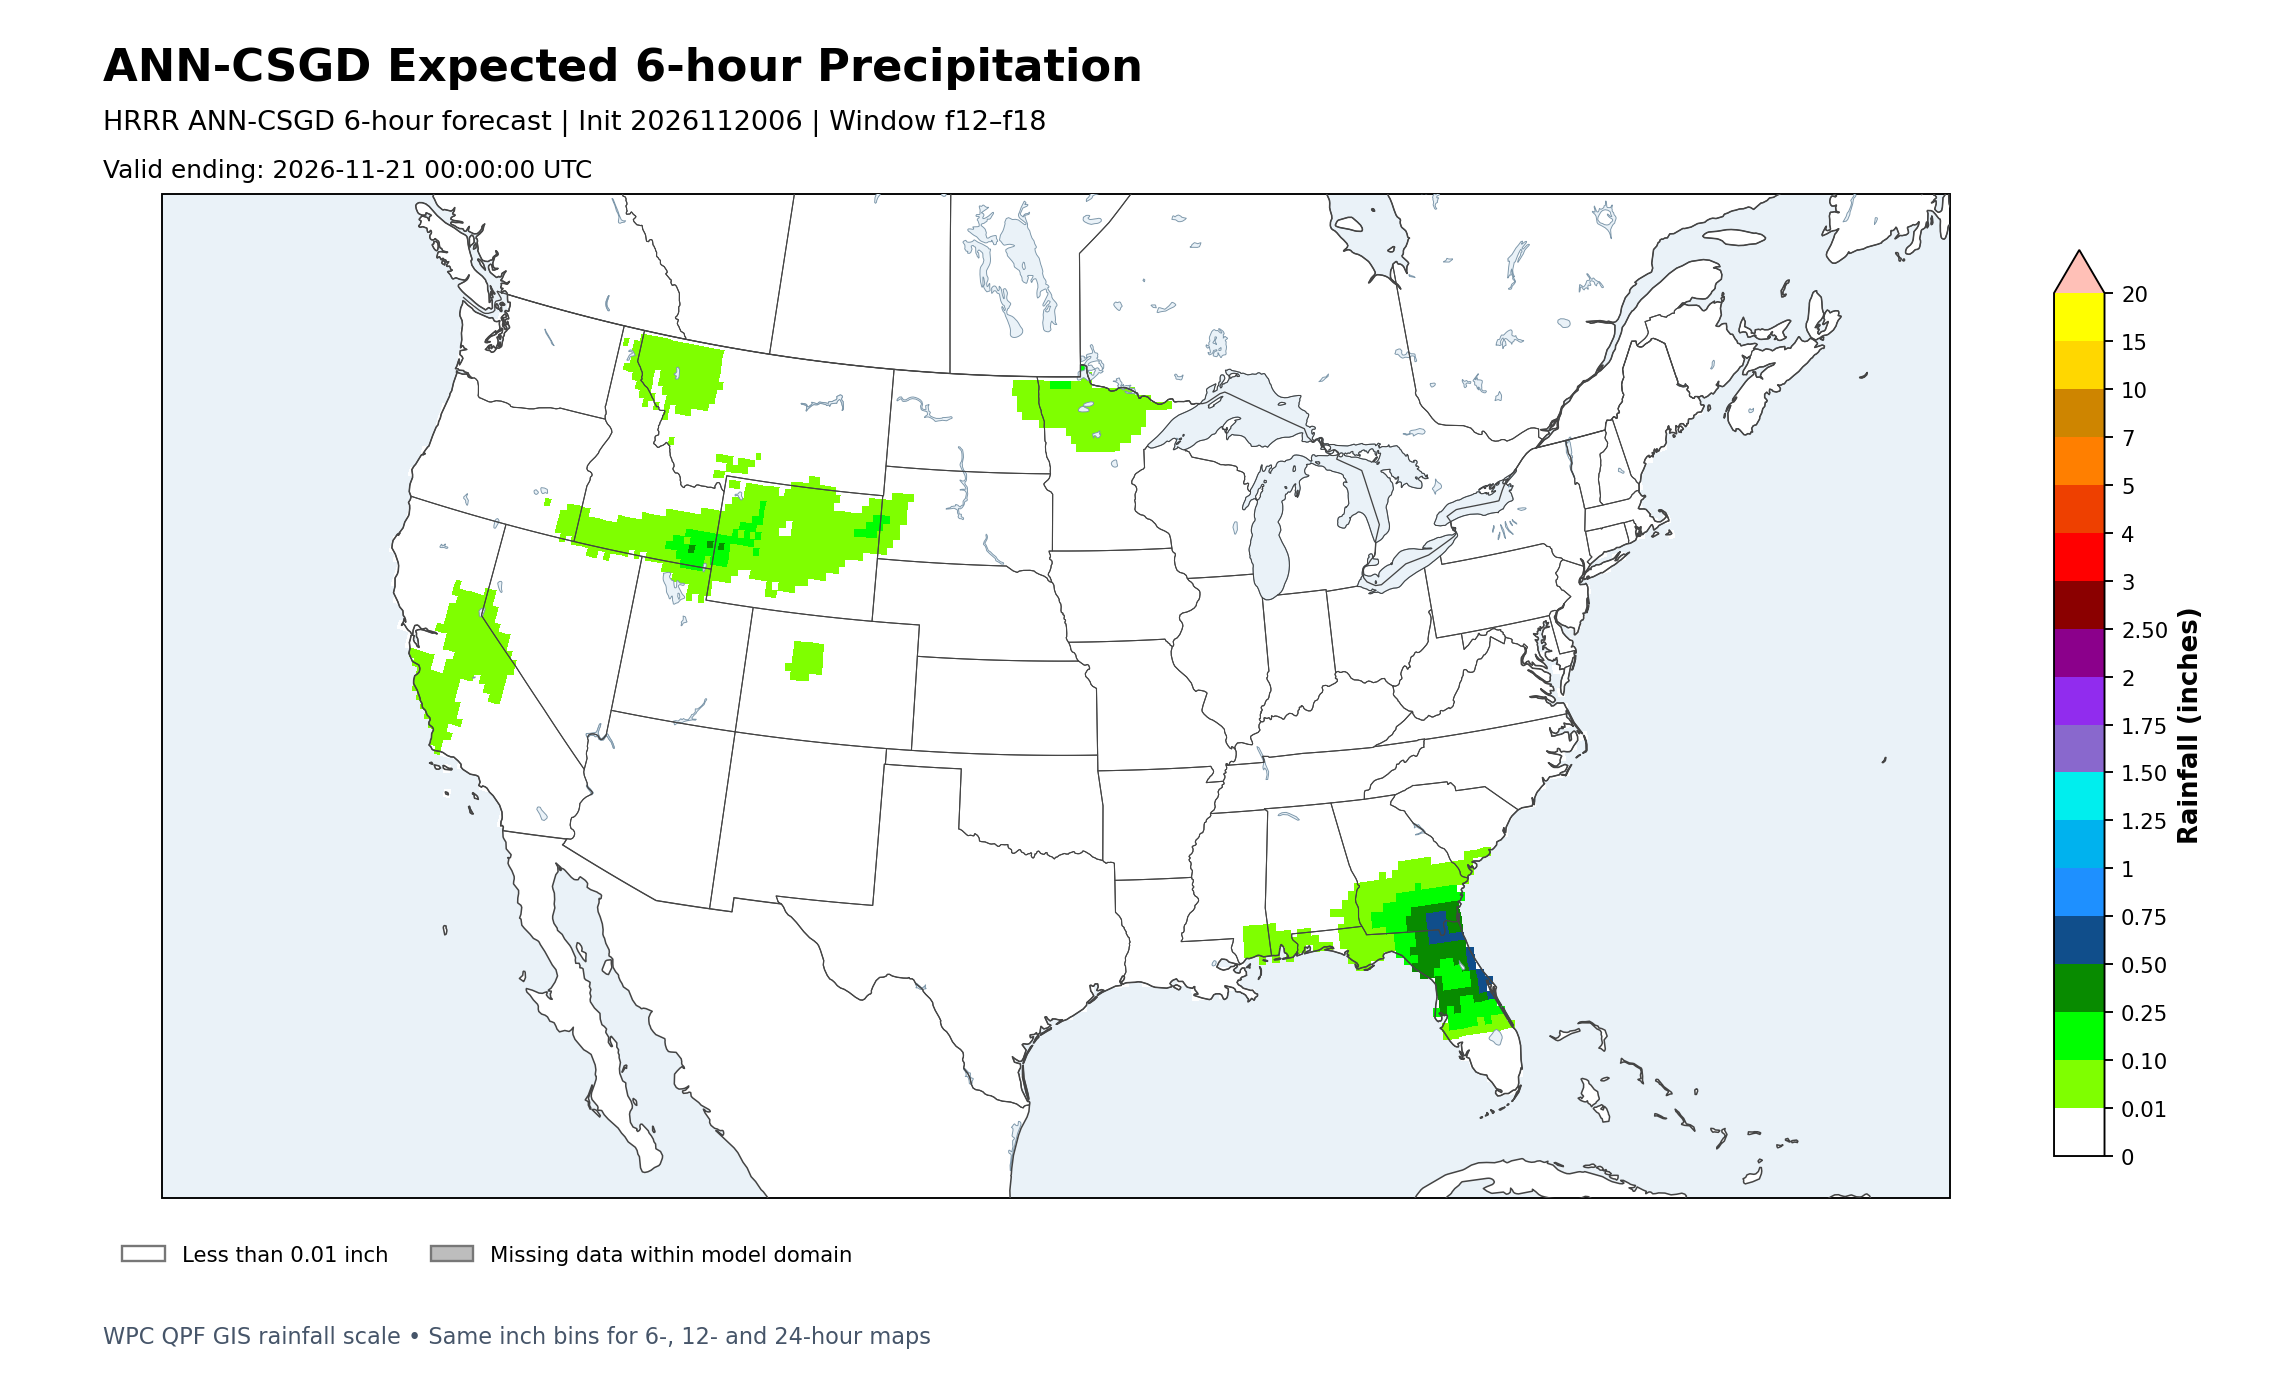 ANN-CSGD Expected 6-hour Precipitation
HRRR ANN-CSGD 6-hour forecast | Init 2026112006 | Window f12–f18
Valid ending: 2026-11-21 00:00:00 UTC
20
15
10
7
5
4
3
2.50
2
1.75
1.50
1.25
1
0.75
0.50
0.25
0.10
0.01
0
Rainfall (inches)
Less than 0.01 inch
Missing data within model domain
WPC QPF GIS rainfall scale • Same inch bins for 6-, 12- and 24-hour maps